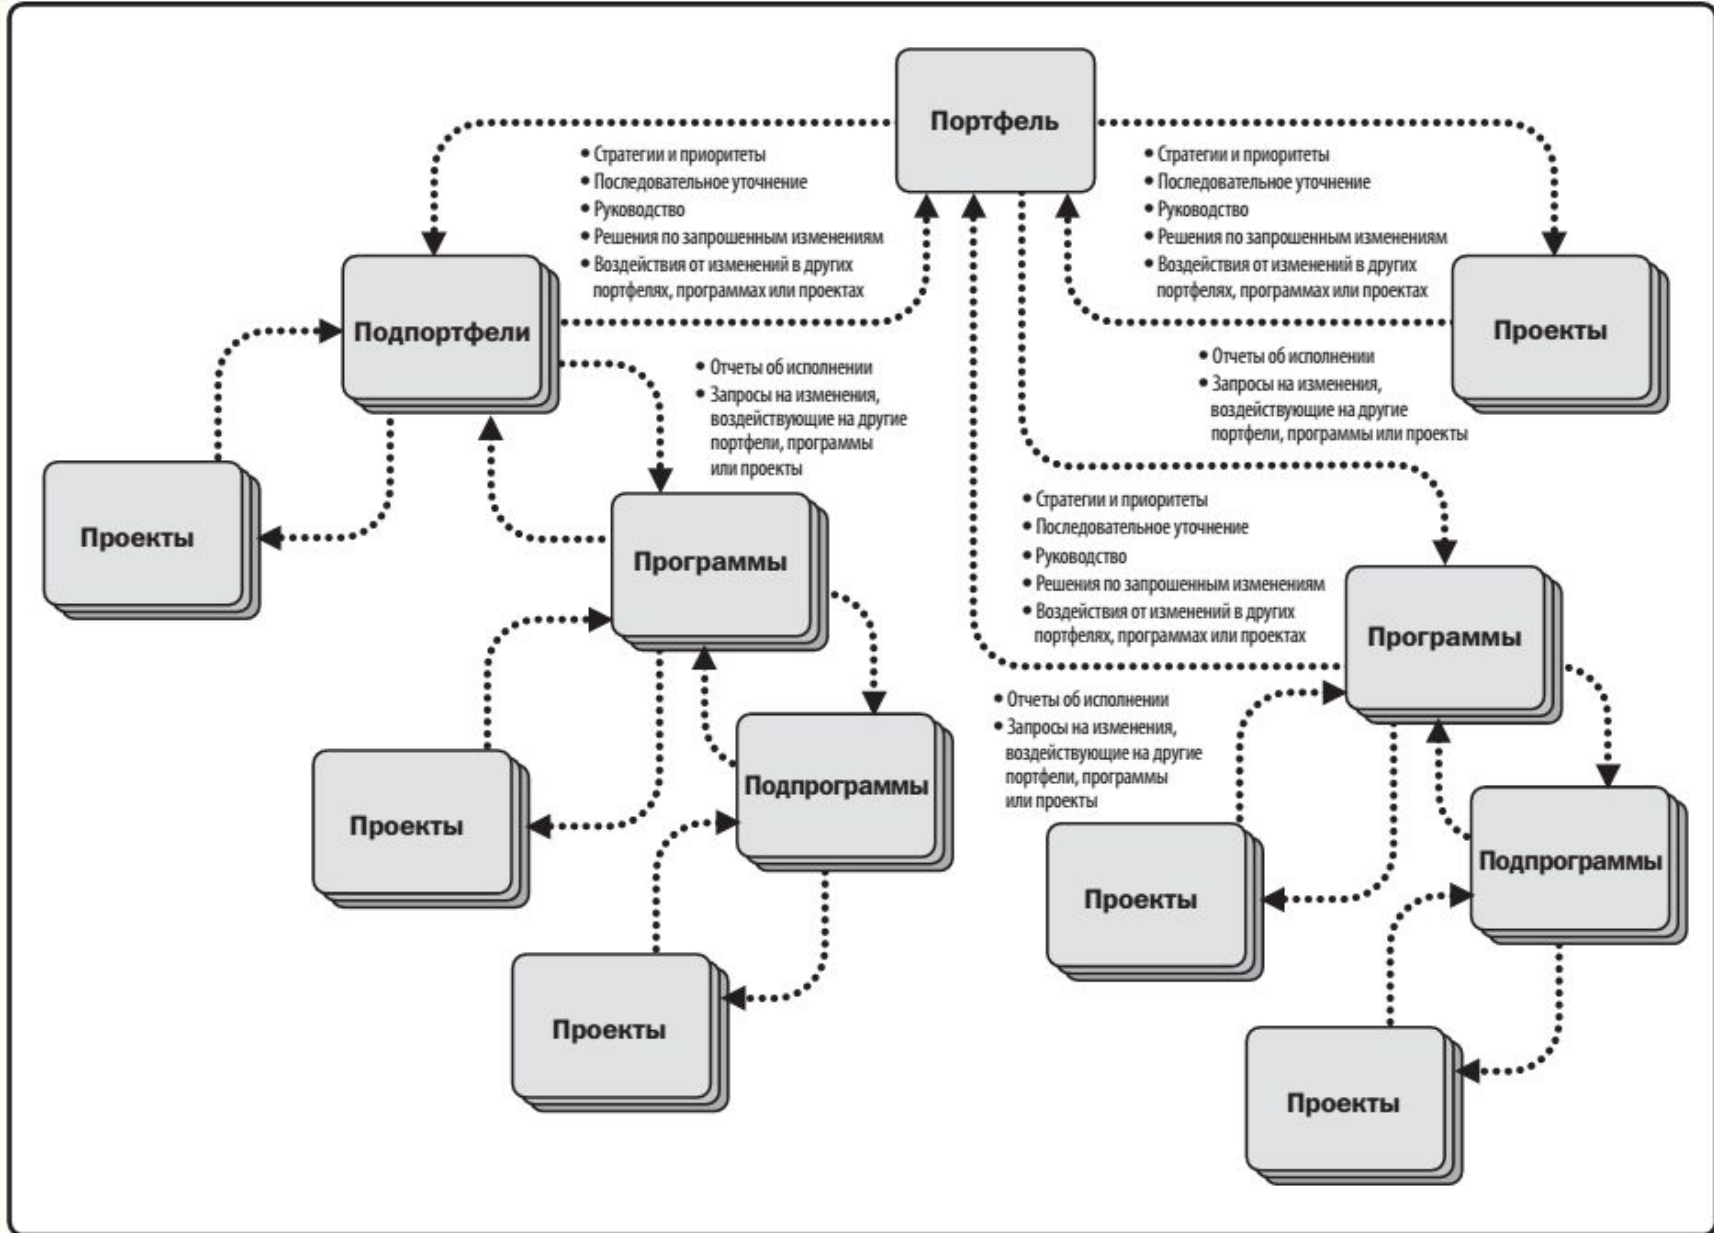 Портфель
• Стратегии и приоритеты
• Последовательное уточнение
• Руководство
• Решения по запрошенным изменениям
• Воздействия от изменений в других
портфелях, программах или проектах
• Стратегии и приоритеты
• Последовательное уточнение
• Руководство
• Решения по запрошенным изменениям
• Воздействия от изменений в других
портфелях, программах или проектах
Подпортфели
Проекты
• Отчеты об исполнении
• Запросы на изменения,
воздействующие на другие
портфели, программы
или проекты
• Отчеты об исполнении
• Запросы на изменения,
воздействующие на другие
портфели, программы или проекты
Проекты
Программы
• Стратегии и приоритеты
• Последовательное уточнение
• Руководство
• Решения по запрошенным изменениям
• Воздействия от изменений в других
портфелях, программах или проектах
Программы
• Отчеты об исполнении
• Запросы на изменения,
воздействующие на другие
портфели, программы
или проекты
Проекты
Подпрограммы
Проекты
Подпрограммы
Проекты
Проекты